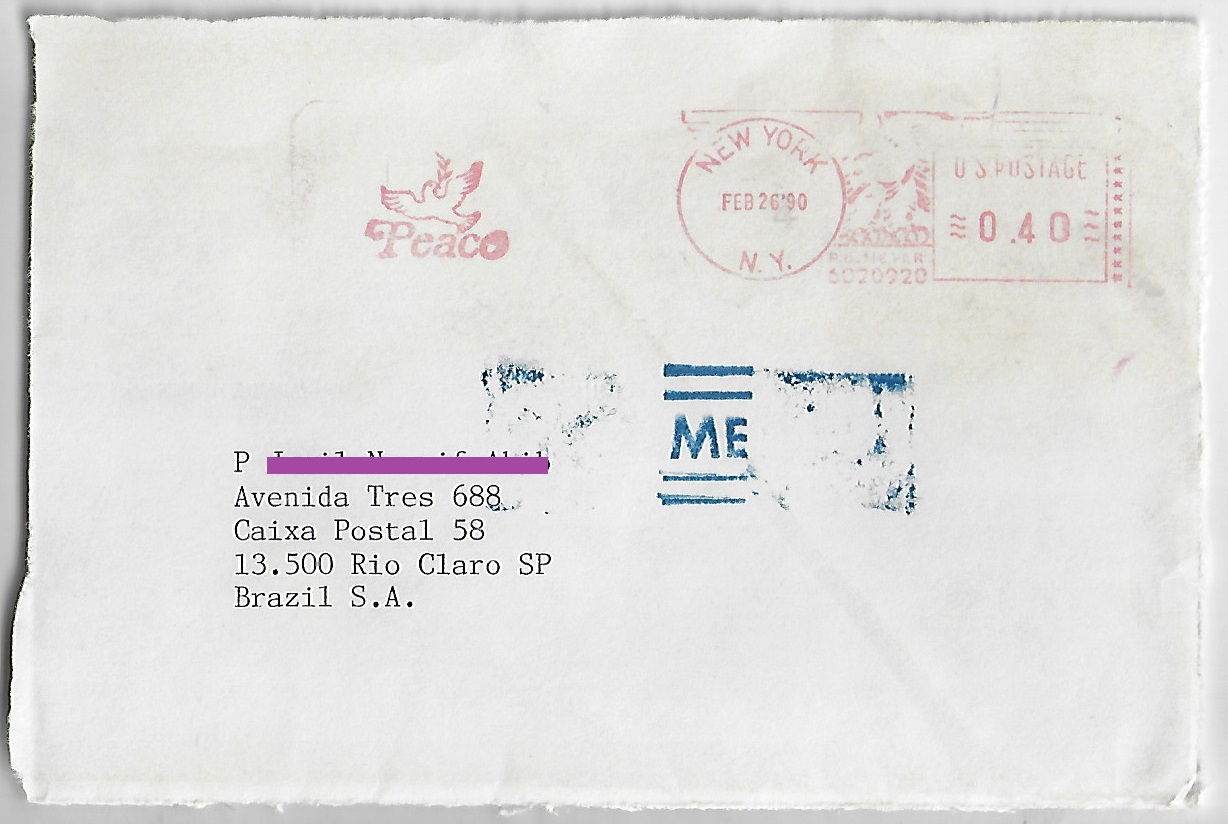 Peace
NEW YORK
FEB 26'90
N.Y.
P.B. METER
6020920
U.S. POSTAGE
0.40
ME
P
Avenida Tres 688
Caixa Postal 58
13.500 Rio Claro SP
Brazil S.A.